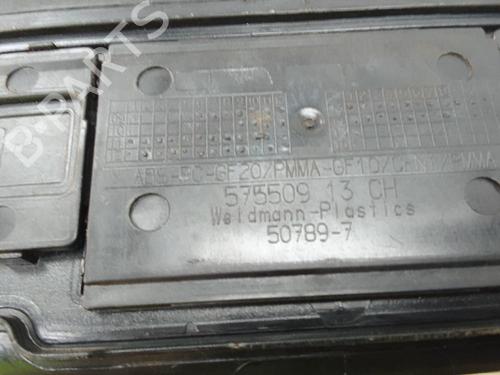 ABS-PC-GF20/PMMA-GF10/
575509 13 CH
Weidmann-Plastics
50789-7
B-PARTS